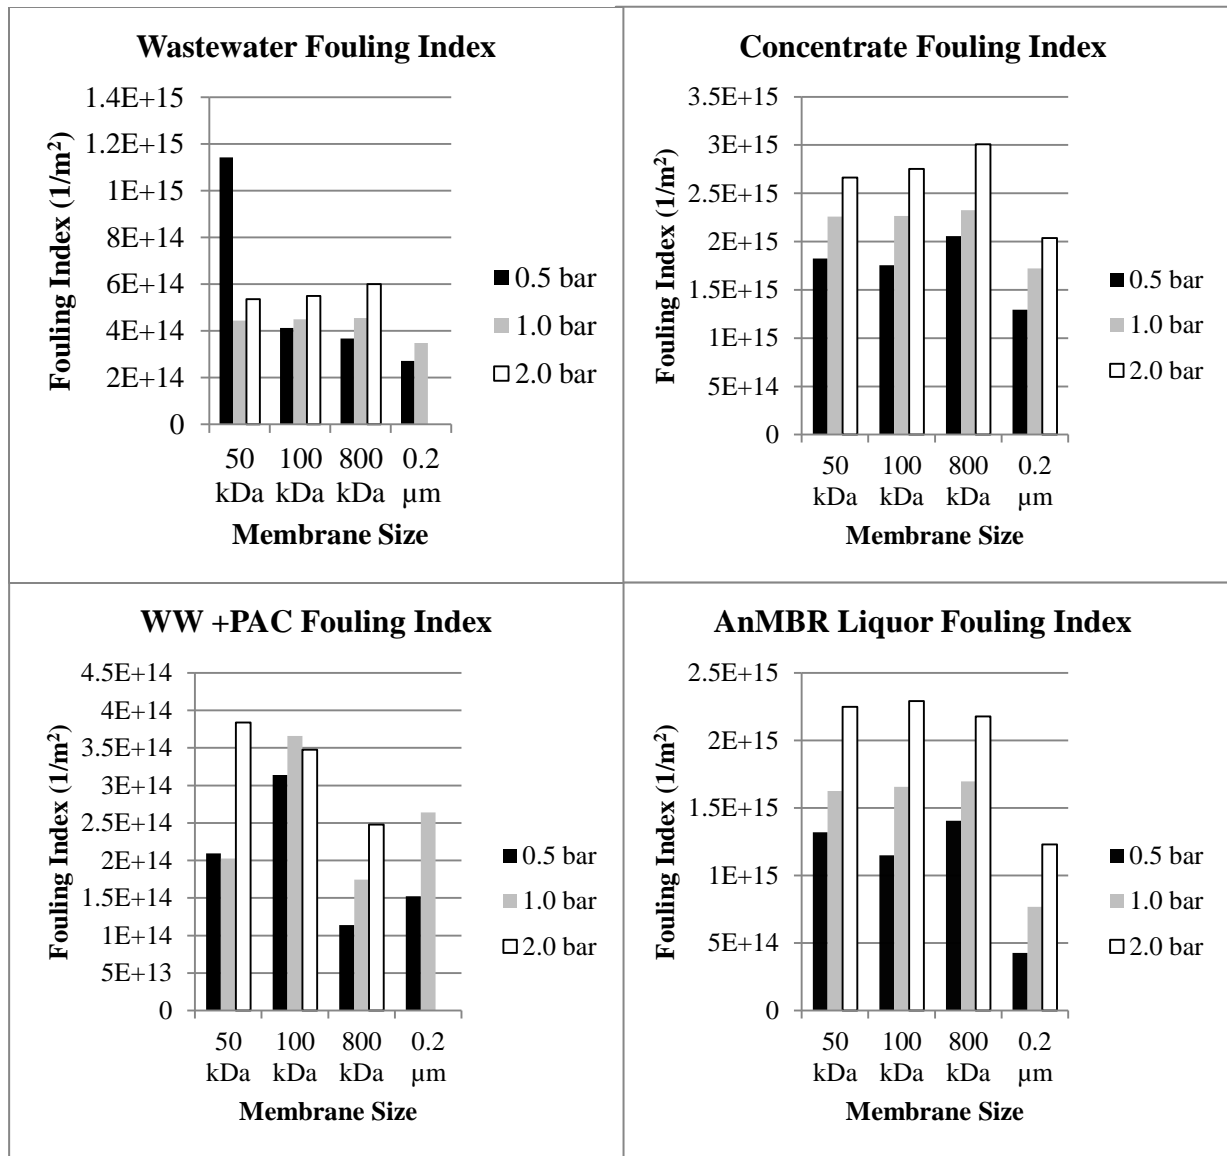 Wastewater Fouling Index
Fouling Index (1/m²)
1.4E+15
1.2E+15
1E+15
8E+14
6E+14
4E+14
2E+14
0
50 100 800 0.2
kDa kDa kDa µm
Membrane Size
0.5 bar
1.0 bar
2.0 bar
Concentrate Fouling Index
Fouling Index (1/m²)
3.5E+15
3E+15
2.5E+15
2E+15
1.5E+15
1E+15
5E+14
0
50 100 800 0.2
kDa kDa kDa µm
Membrane Size
0.5 bar
1.0 bar
2.0 bar
WW +PAC Fouling Index
Fouling Index (1/m²)
4.5E+14
4E+14
3.5E+14
3E+14
2.5E+14
2E+14
1.5E+14
1E+14
5E+13
0
50 100 800 0.2
kDa kDa kDa µm
Membrane Size
0.5 bar
1.0 bar
2.0 bar
AnMBR Liquor Fouling Index
Fouling Index (1/m²)
2.5E+15
2E+15
1.5E+15
1E+15
5E+14
0
50 100 800 0.2
kDa kDa kDa µm
Membrane Size
0.5 bar
1.0 bar
2.0 bar